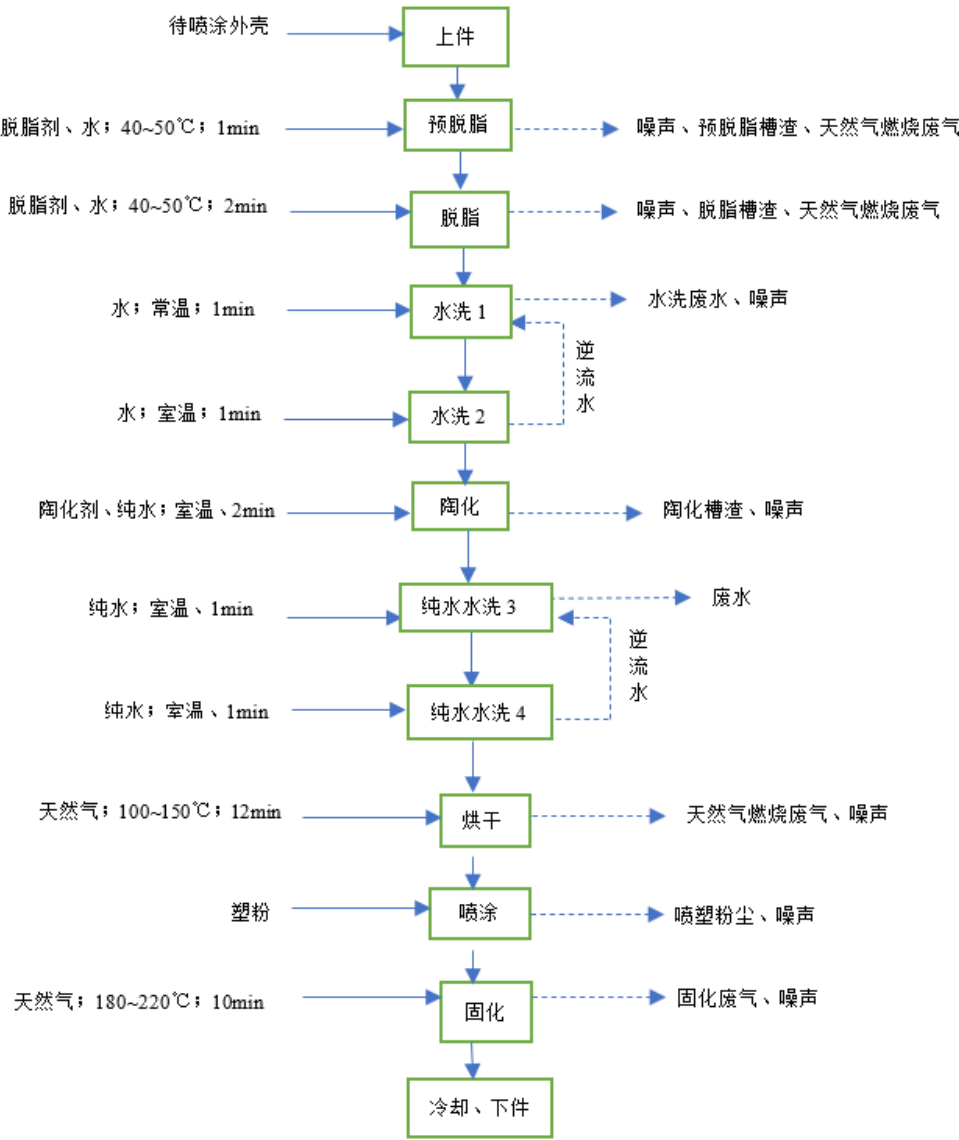 待喷涂外壳
上件
脱脂剂、水；40~50℃；1min
预脱脂
噪声、预脱脂槽渣、天然气燃烧废气
脱脂剂、水；40~50℃；2min
脱脂
噪声、脱脂槽渣、天然气燃烧废气
水；常温；1min
水洗 1
水洗废水、噪声
逆流水
水；室温；1min
水洗 2
陶化剂、纯水；室温、2min
陶化
陶化槽渣、噪声
纯水；室温、1min
纯水水洗 3
废水
逆流水
纯水；室温、1min
纯水水洗 4
天然气；100~150℃；12min
烘干
天然气燃烧废气、噪声
塑粉
喷涂
喷塑粉尘、噪声
天然气；180~220℃；10min
固化
固化废气、噪声
冷却、下件